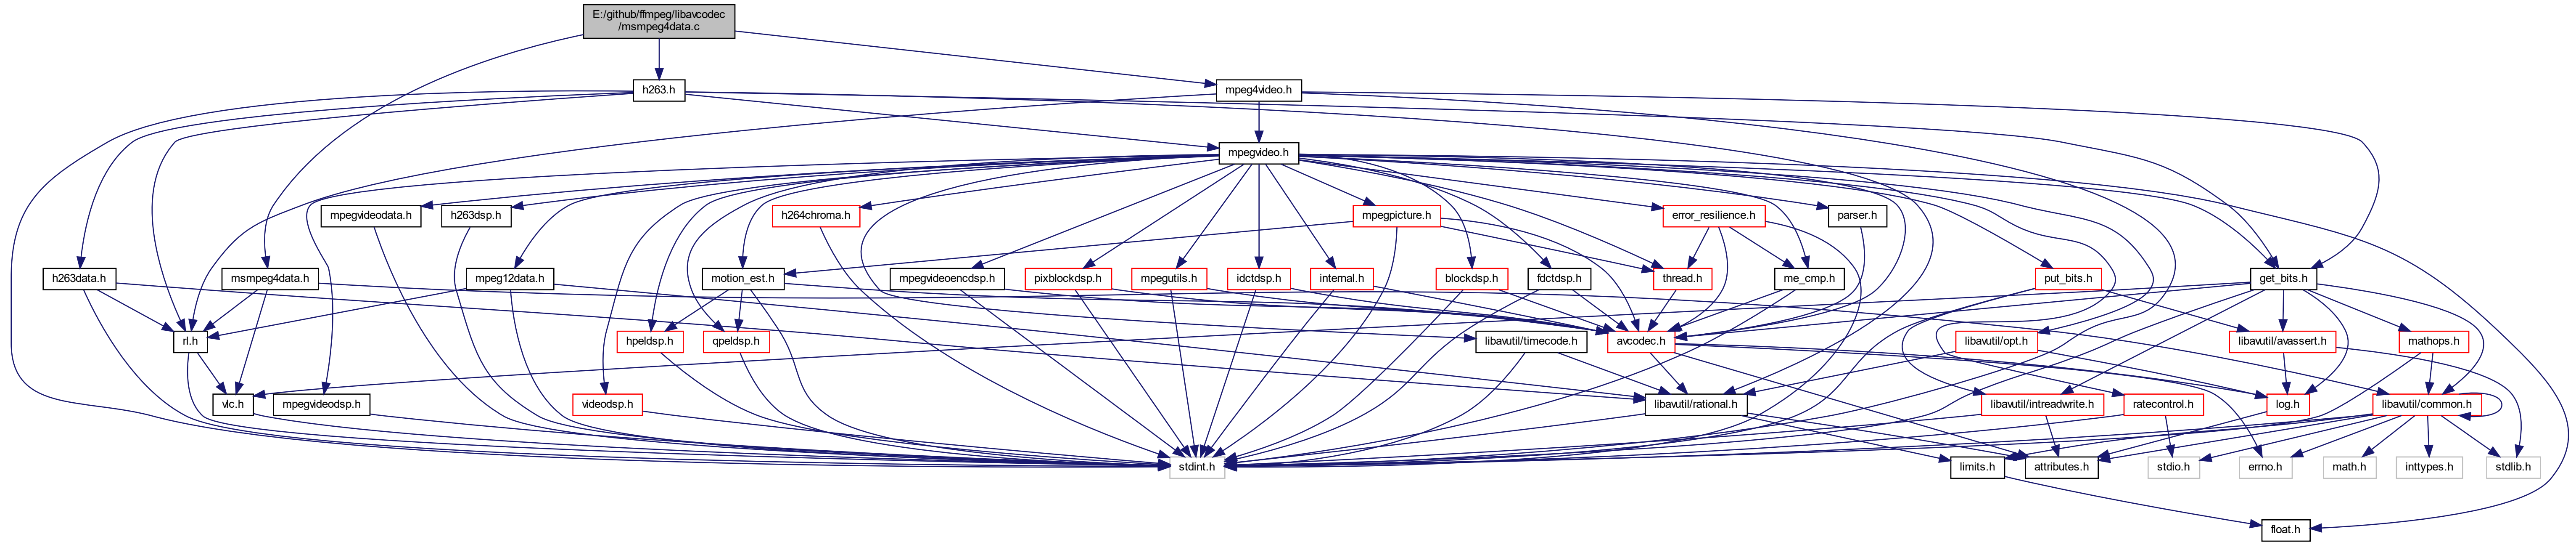 E:/github/ffmpeg/libavcodec
/msmpeg4data.c
h263.h
mpeg4video.h
mpegvideo.h
mpegvideodata.h
h263dsp.h
h264chroma.h
mpegpicture.h
error_resilience.h
parser.h
h263data.h
msmpeg4data.h
mpeg12data.h
motion_est.h
mpegvideoencdsp.h
pixblockdsp.h
mpegutils.h
idctdsp.h
internal.h
blockdsp.h
fdctdsp.h
thread.h
me_cmp.h
put_bits.h
get_bits.h
rl.h
hpeldsp.h
qpeldsp.h
libavutil/timecode.h
avcodec.h
libavutil/opt.h
libavutil/avassert.h
mathops.h
vlc.h
mpegvideodsp.h
videodsp.h
libavutil/rational.h
libavutil/intreadwrite.h
ratecontrol.h
log.h
libavutil/common.h
stdint.h
limits.h
attributes.h
stdio.h
errno.h
math.h
inttypes.h
stdlib.h
float.h